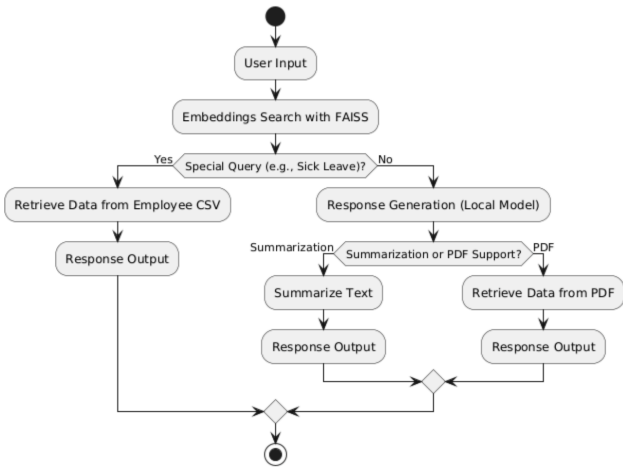 User Input
Embeddings Search with FAISS
Yes
Special Query (e.g., Sick Leave)?
No
Retrieve Data from Employee CSV
Response Generation (Local Model)
Response Output
Summarization
Summarization or PDF Support?
PDF
Summarize Text
Retrieve Data from PDF
Response Output
Response Output